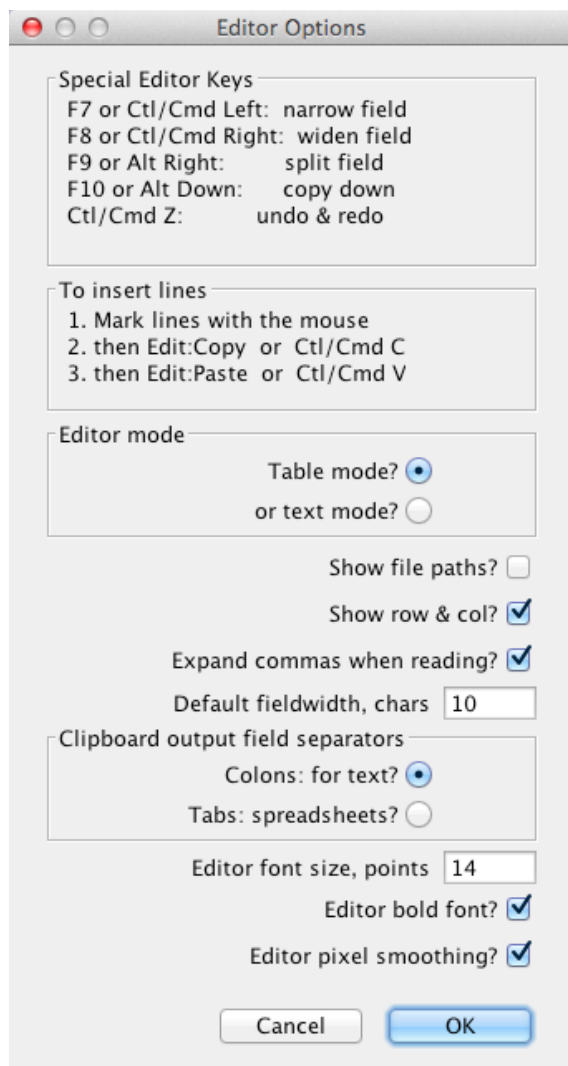 Editor Options
Special Editor Keys
F7 or Ctl/Cmd Left: narrow field
F8 or Ctl/Cmd Right: widen field
F9 or Alt Right: split field
F10 or Alt Down: copy down
Ctl/Cmd Z: undo & redo
To insert lines
1. Mark lines with the mouse
2. then Edit:Copy or Ctl/Cmd C
3. then Edit:Paste or Ctl/Cmd V
Editor mode
Table mode?
or text mode?
Show file paths?
Show row & col?
Expand commas when reading?
Default fieldwidth, chars 10
Clipboard output field separators
Colons: for text?
Tabs: spreadsheets?
Editor font size, points 14
Editor bold font?
Editor pixel smoothing?
Cancel OK